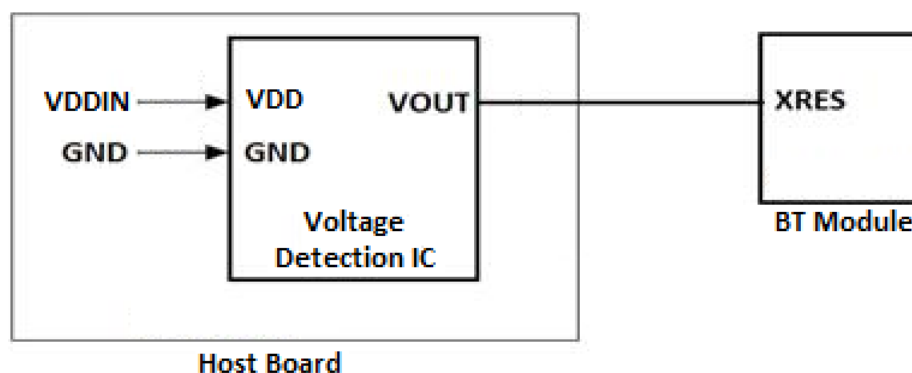 VDDIN
VDD
VOUT
XRES
GND
GND
Voltage
Detection IC
BT Module
Host Board